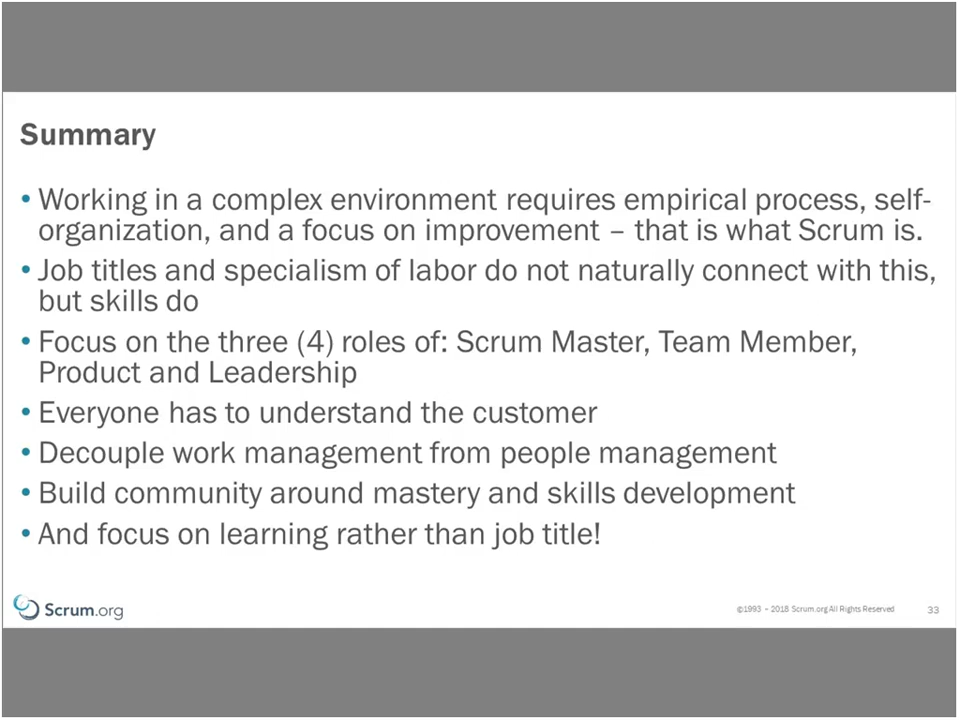 Summary
• Working in a complex environment requires empirical process, self-
organization, and a focus on improvement – that is what Scrum is.
• Job titles and specialism of labor do not naturally connect with this,
but skills do
• Focus on the three (4) roles of: Scrum Master, Team Member,
Product and Leadership
• Everyone has to understand the customer
• Decouple work management from people management
• Build community around mastery and skills development
• And focus on learning rather than job title!
Scrum.org
©1993 – 2018 Scrum.org All Rights Reserved
33